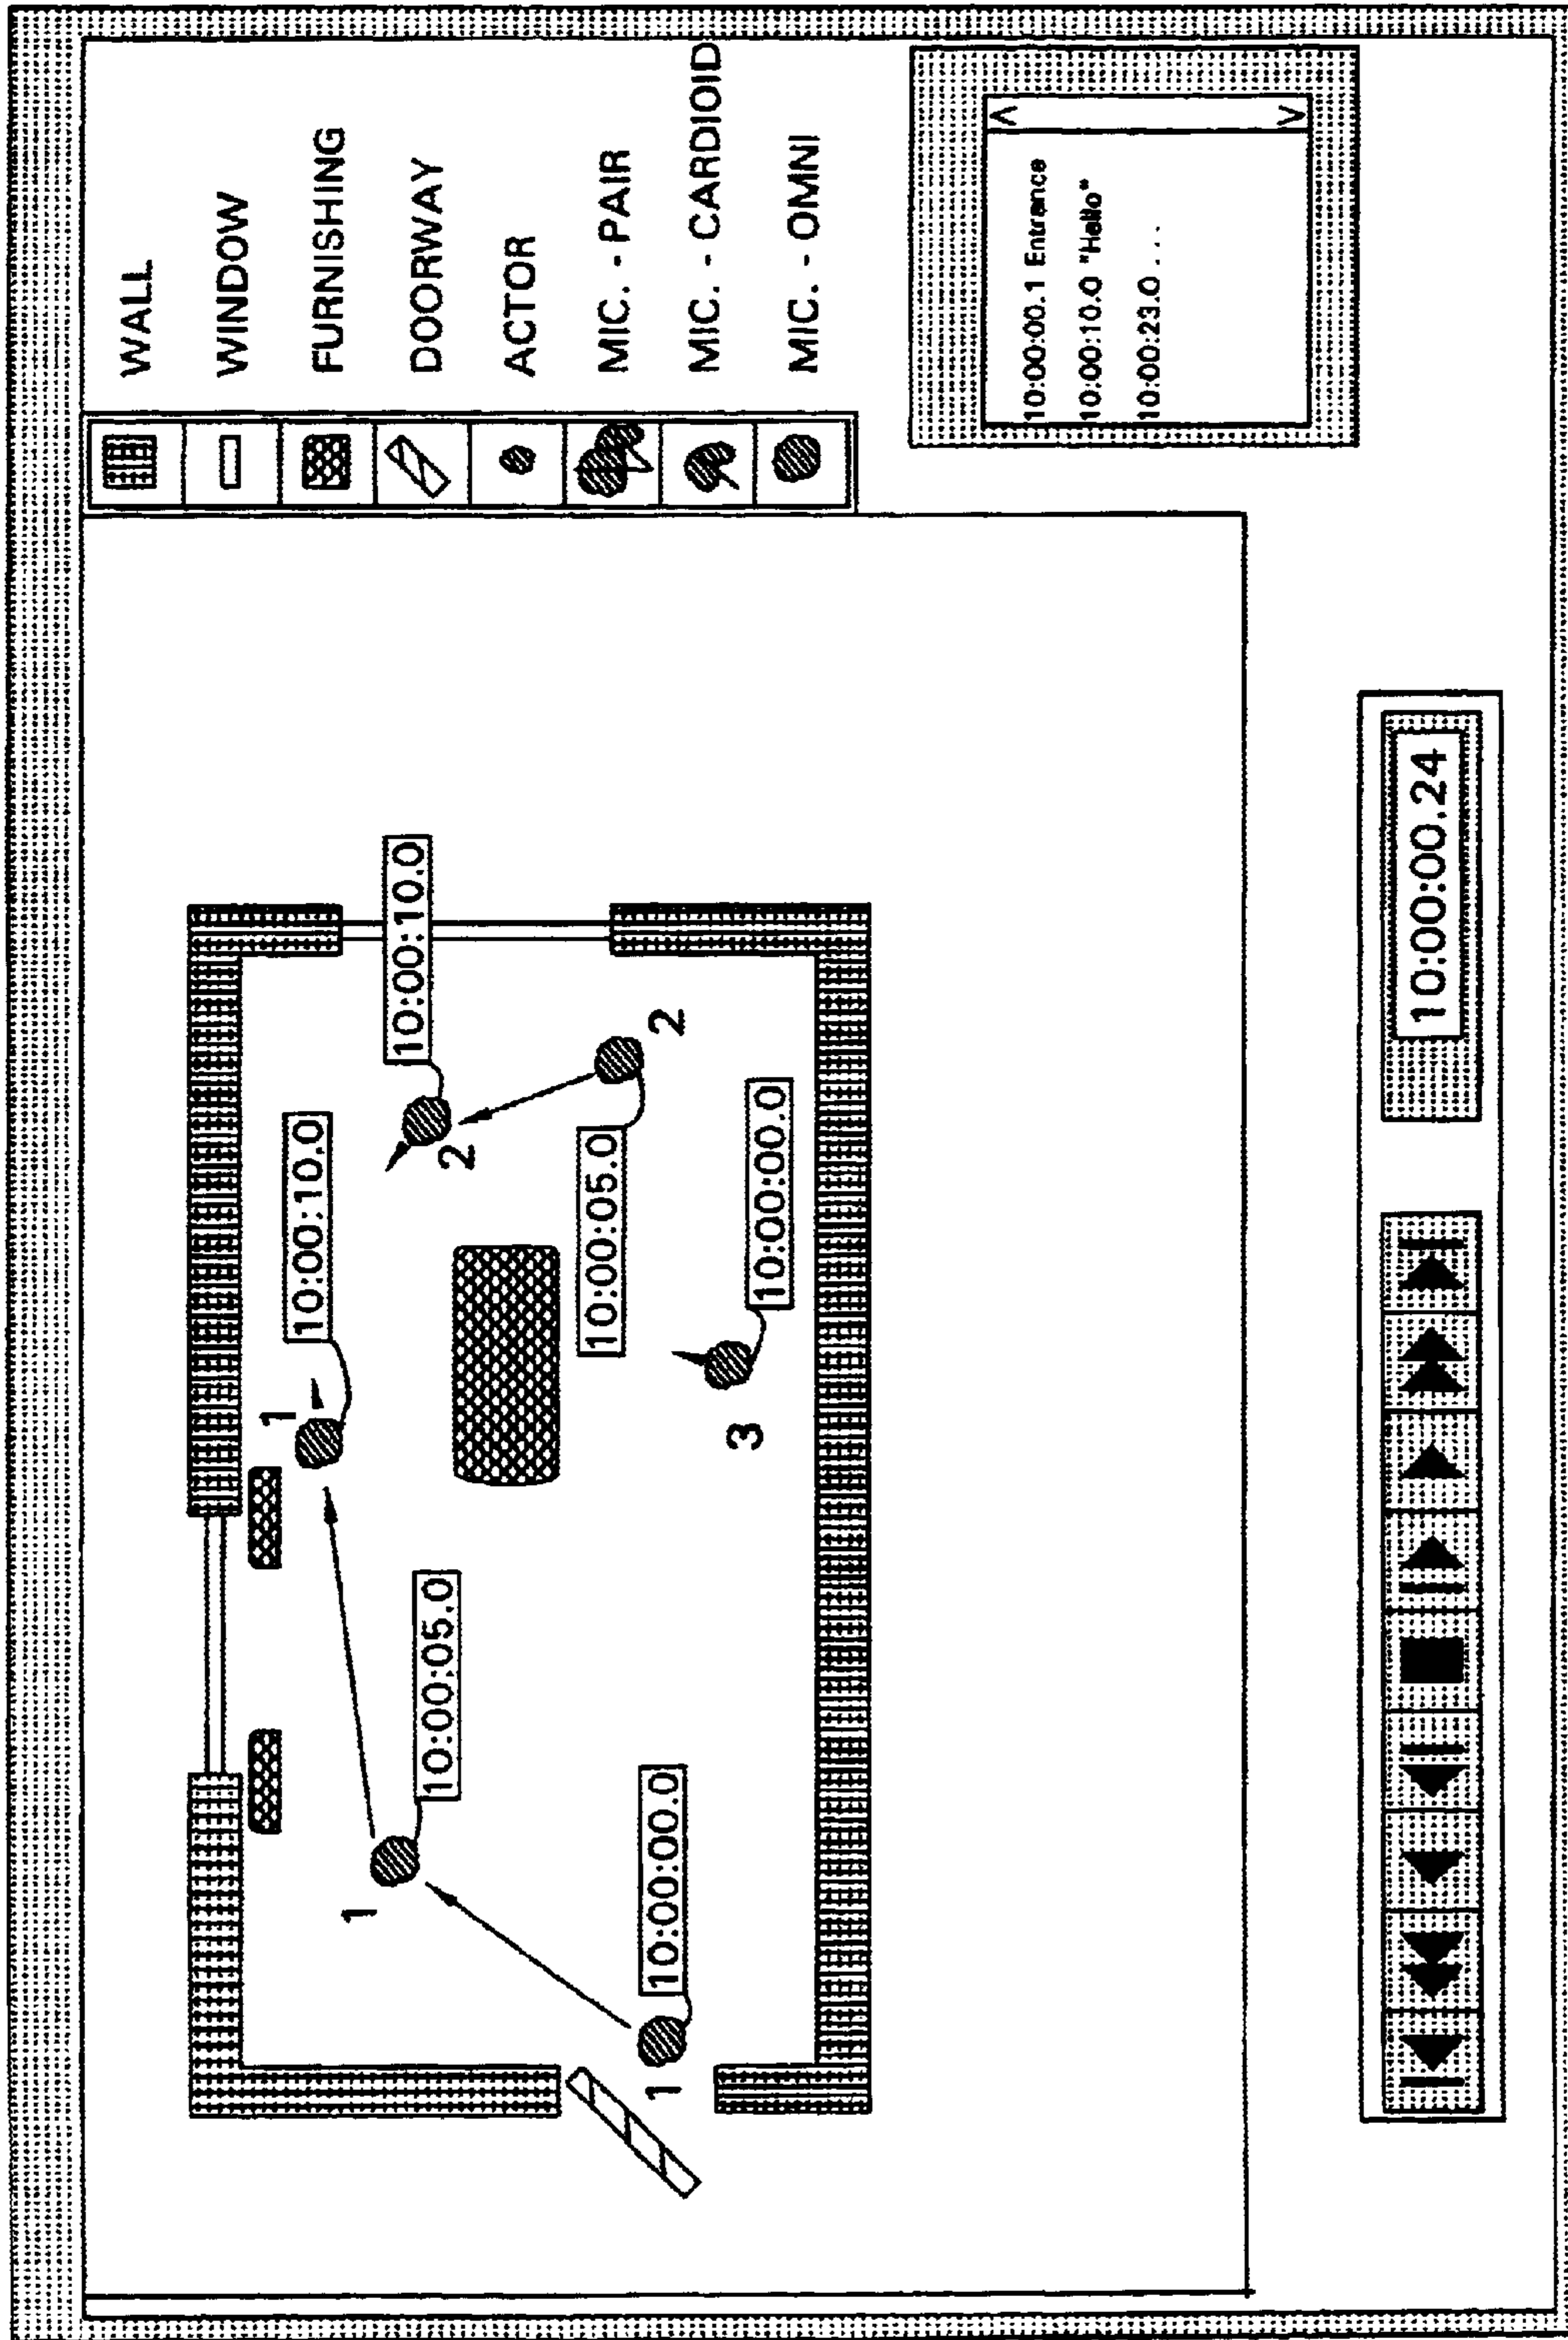 WALL
WINDOW
FURNISHING
DOORWAY
ACTOR
MIC. - PAIR
MIC. - CARDIOID
MIC. - OMNI
1
10:00:10.0
10:00:10.0
2
1
10:00:05.0
10:00:05.0
2
1
10:00:00.0
3
10:00:00.0
10:00:00.1 Entrance
10:00:10.0 "Hello"
10:00:23.0 . . .
10:00:00.24